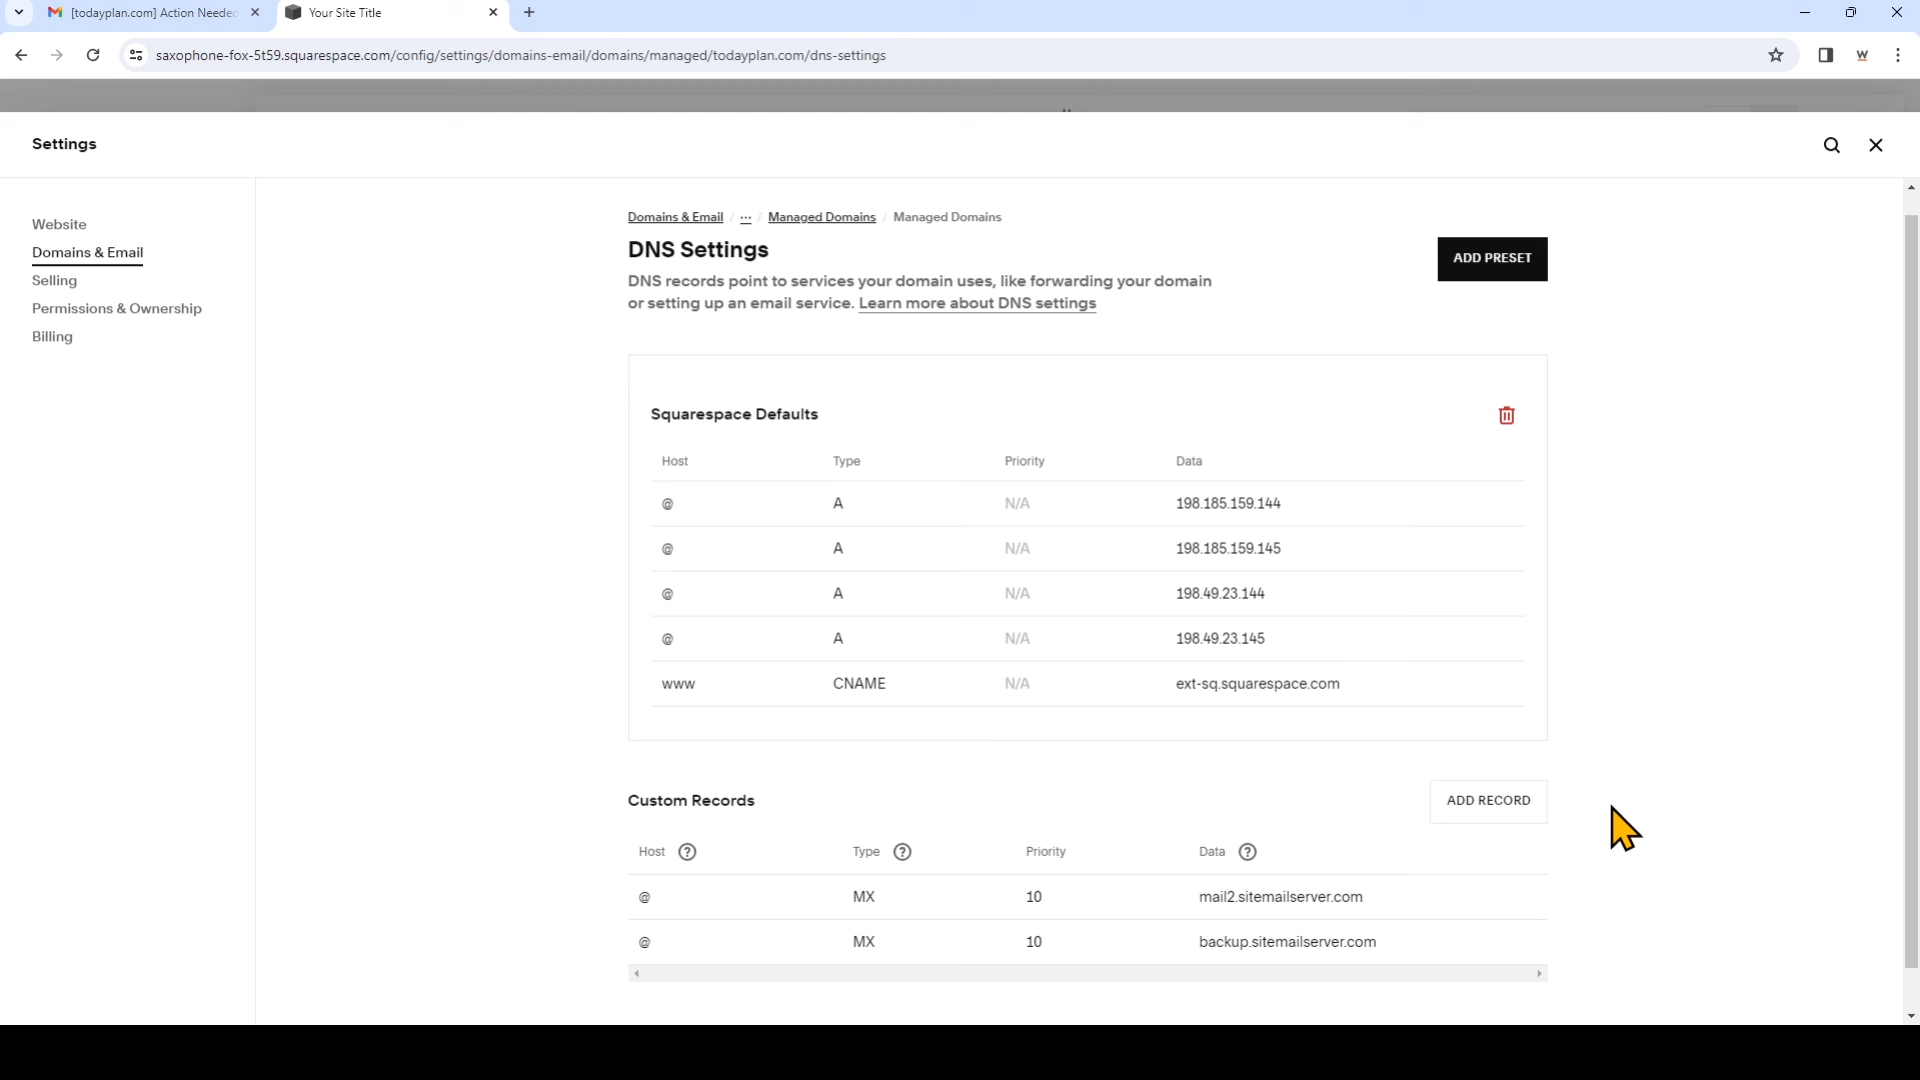 [todayplan.com] Action Needed
Your Site Title
saxophone-fox-5t59.squarespace.com/config/settings/domains-email/domains/managed/todayplan.com/dns-settings
Settings
Website
Domains & Email
Selling
Permissions & Ownership
Billing
Domains & Email / ... / Managed Domains / Managed Domains
DNS Settings
ADD PRESET
DNS records point to services your domain uses, like forwarding your domain
or setting up an email service. Learn more about DNS settings
Squarespace Defaults
Host Type Priority Data
@ A N/A 198.185.159.144
@ A N/A 198.185.159.145
@ A N/A 198.49.23.144
@ A N/A 198.49.23.145
www CNAME N/A ext-sq.squarespace.com
Custom Records
ADD RECORD
Host ? Type ? Priority Data ?
@ MX 10 mail2.sitemailserver.com
@ MX 10 backup.sitemailserver.com